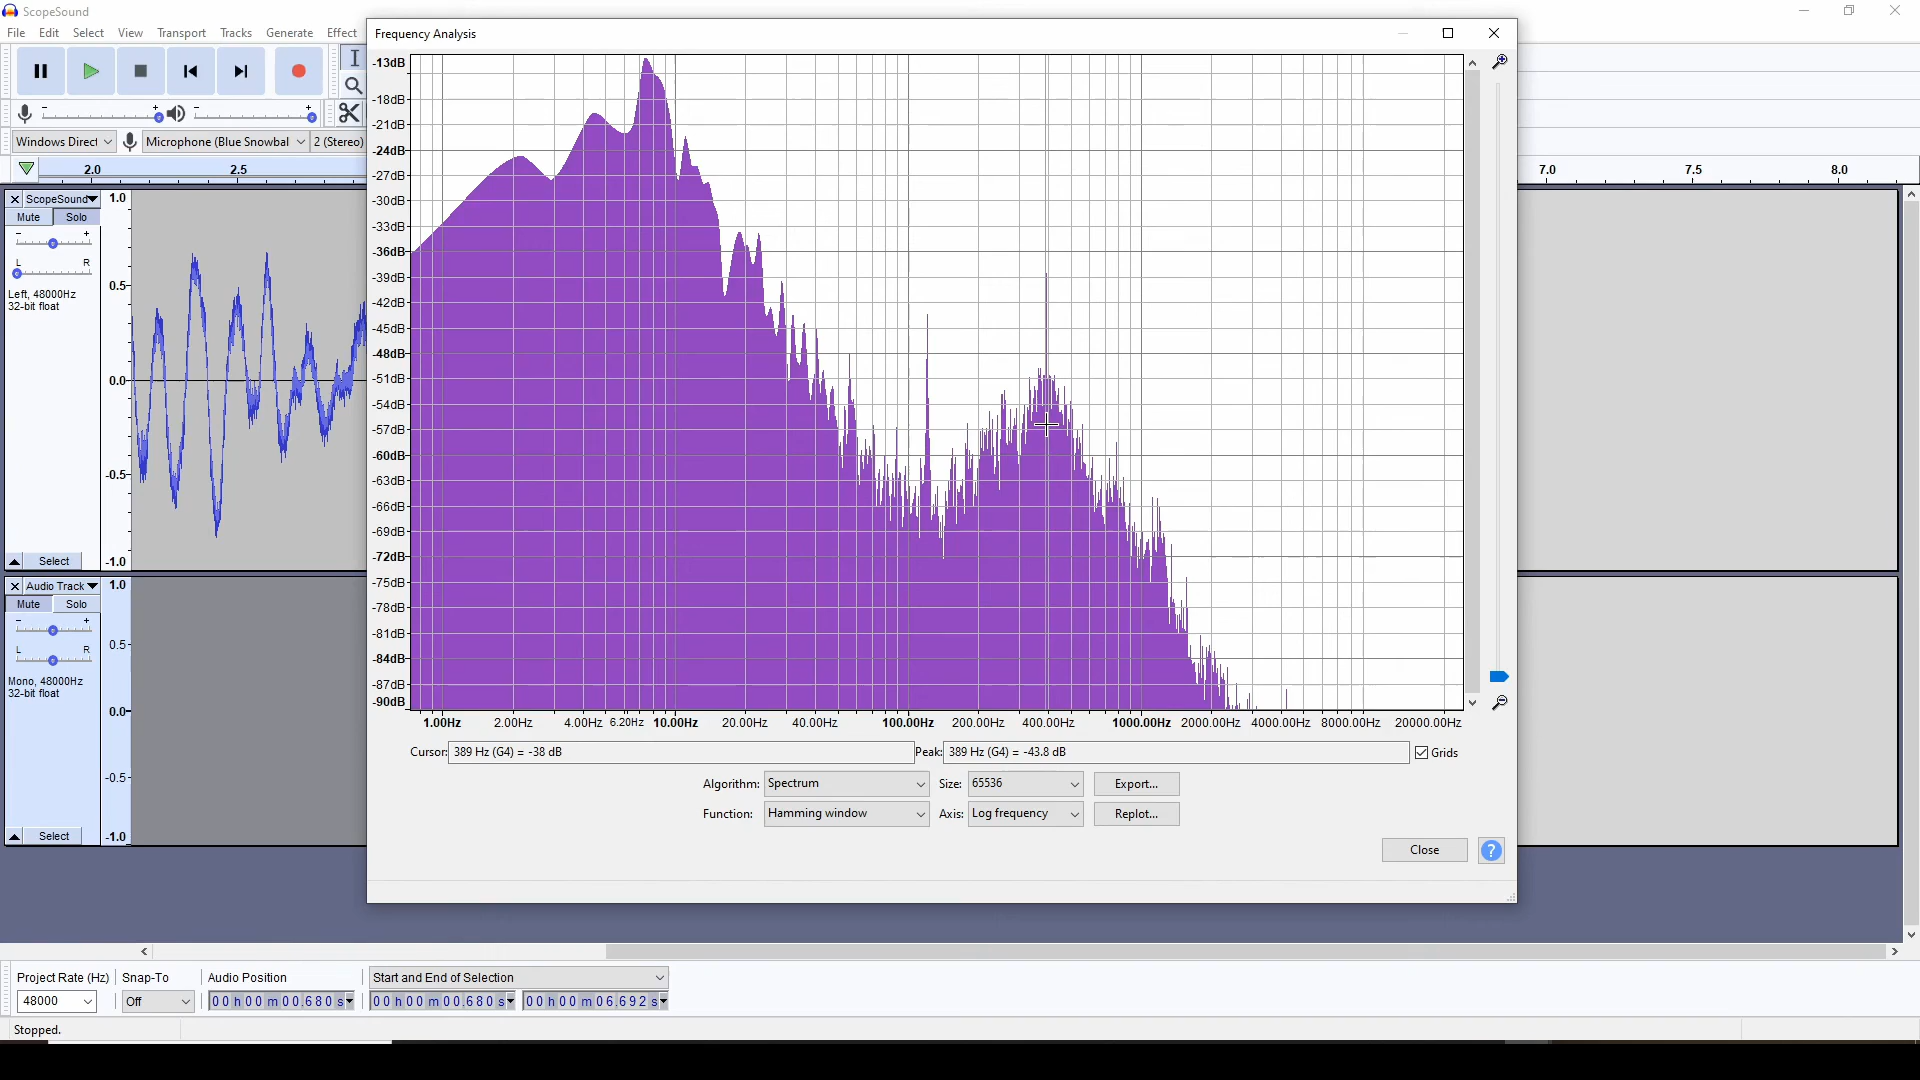 ScopeSound
File Edit Select View Transport Tracks Generate Effect
Frequency Analysis
-13dB
-18dB
-21dB
-24dB
-27dB
-30dB
-33dB
-36dB
-39dB
-42dB
-45dB
-48dB
-51dB
-54dB
-57dB
-60dB
-63dB
-66dB
-69dB
-72dB
-75dB
-78dB
-81dB
-84dB
-87dB
-90dB
1.00Hz 2.00Hz 4.00Hz 6.20Hz 10.00Hz 20.00Hz 40.00Hz 100.00Hz 200.00Hz 400.00Hz 1000.00Hz 2000.00Hz 4000.00Hz 8000.00Hz 20000.00Hz
Cursor: 389 Hz (G4) = -38 dB Peak: 389 Hz (G4) = -43.8 dB Grids
Algorithm: Spectrum Size: 65536 Export...
Function: Hamming window Axis: Log frequency Replot...
Close ?
- + - +
Windows Direct Microphone (Blue Snowbal 2 (Stereo)
2.0 2.5 7.0 7.5 8.0
ScopeSound 1.0
Mute Solo
- +
L R
0.5
Left, 48000Hz
32-bit float
0.0
-0.5
Select -1.0
Audio Track 1.0
Mute Solo
- +
0.5
L R
Mono, 48000Hz
32-bit float
0.0
-0.5
Select -1.0
Project Rate (Hz) Snap-To Audio Position Start and End of Selection
48000 Off 00 h 00 m 00.680 s 00 h 00 m 00.680 s 00 h 00 m 06.692 s
Stopped.